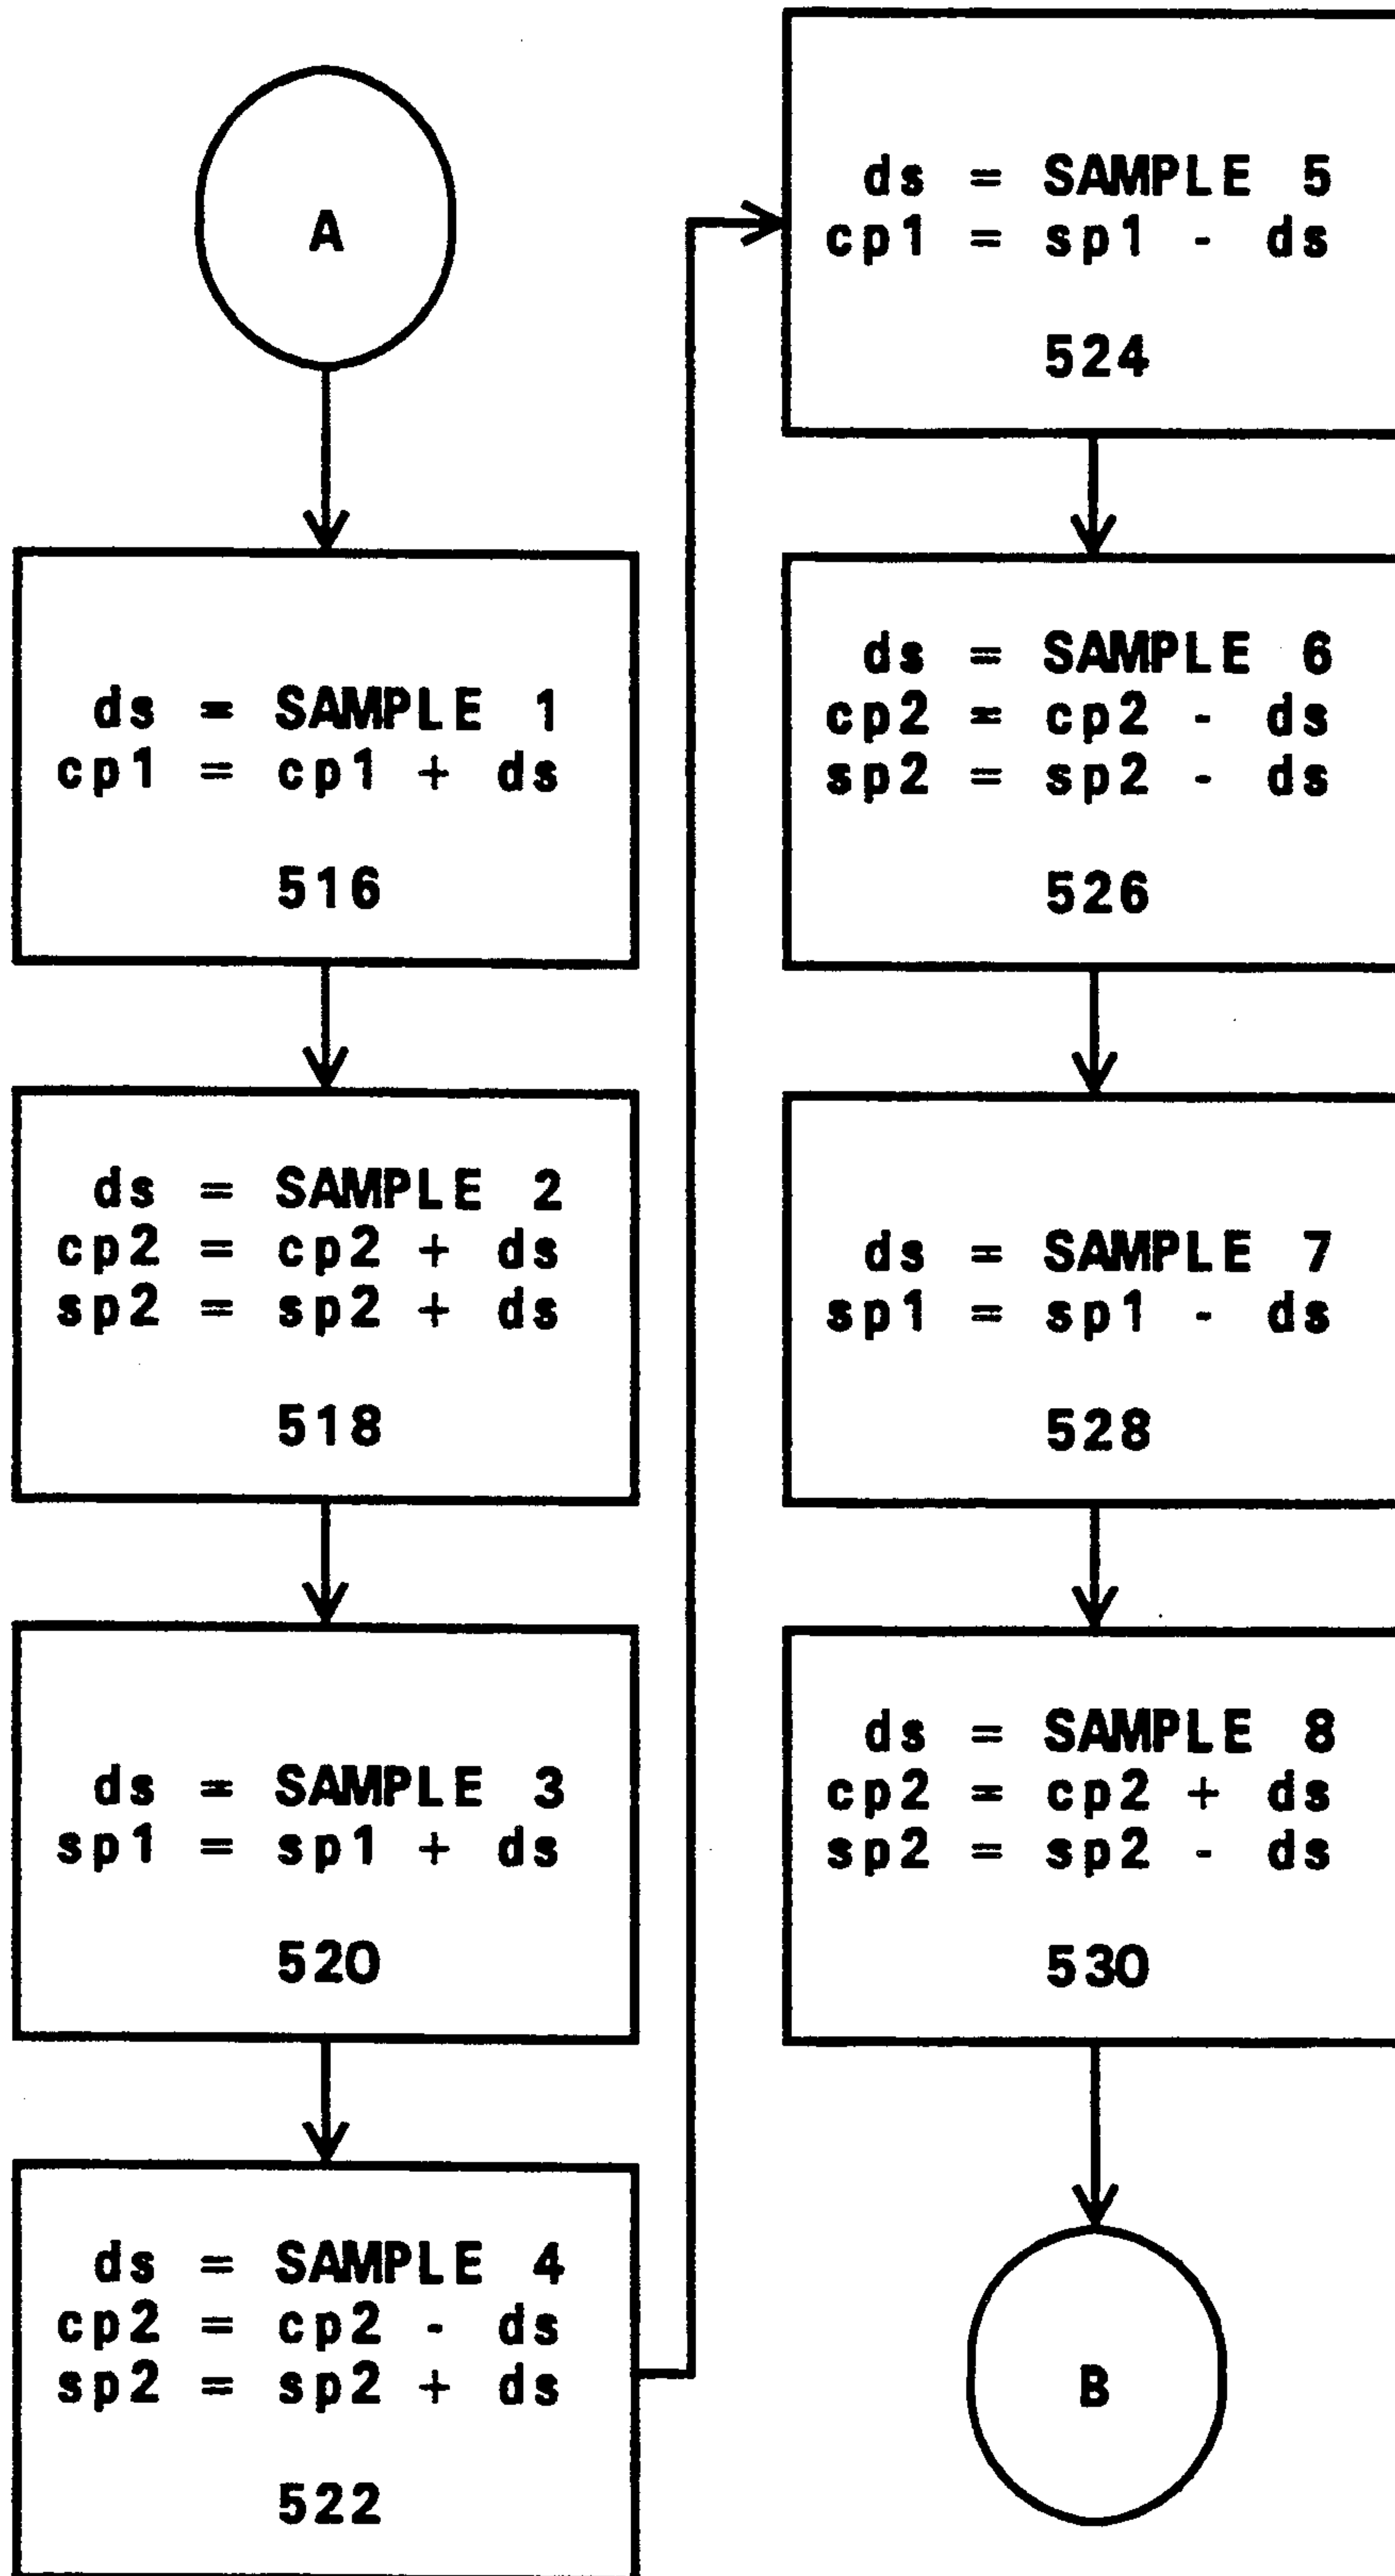 A
ds = SAMPLE 1
cp1 = cp1 + ds
516
ds = SAMPLE 2
cp2 = cp2 + ds
sp2 = sp2 + ds
518
ds = SAMPLE 3
sp1 = sp1 + ds
520
ds = SAMPLE 4
cp2 = cp2 - ds
sp2 = sp2 + ds
522
ds = SAMPLE 5
cp1 = sp1 - ds
524
ds = SAMPLE 6
cp2 = cp2 - ds
sp2 = sp2 - ds
526
ds = SAMPLE 7
sp1 = sp1 - ds
528
ds = SAMPLE 8
cp2 = cp2 + ds
sp2 = sp2 - ds
530
B